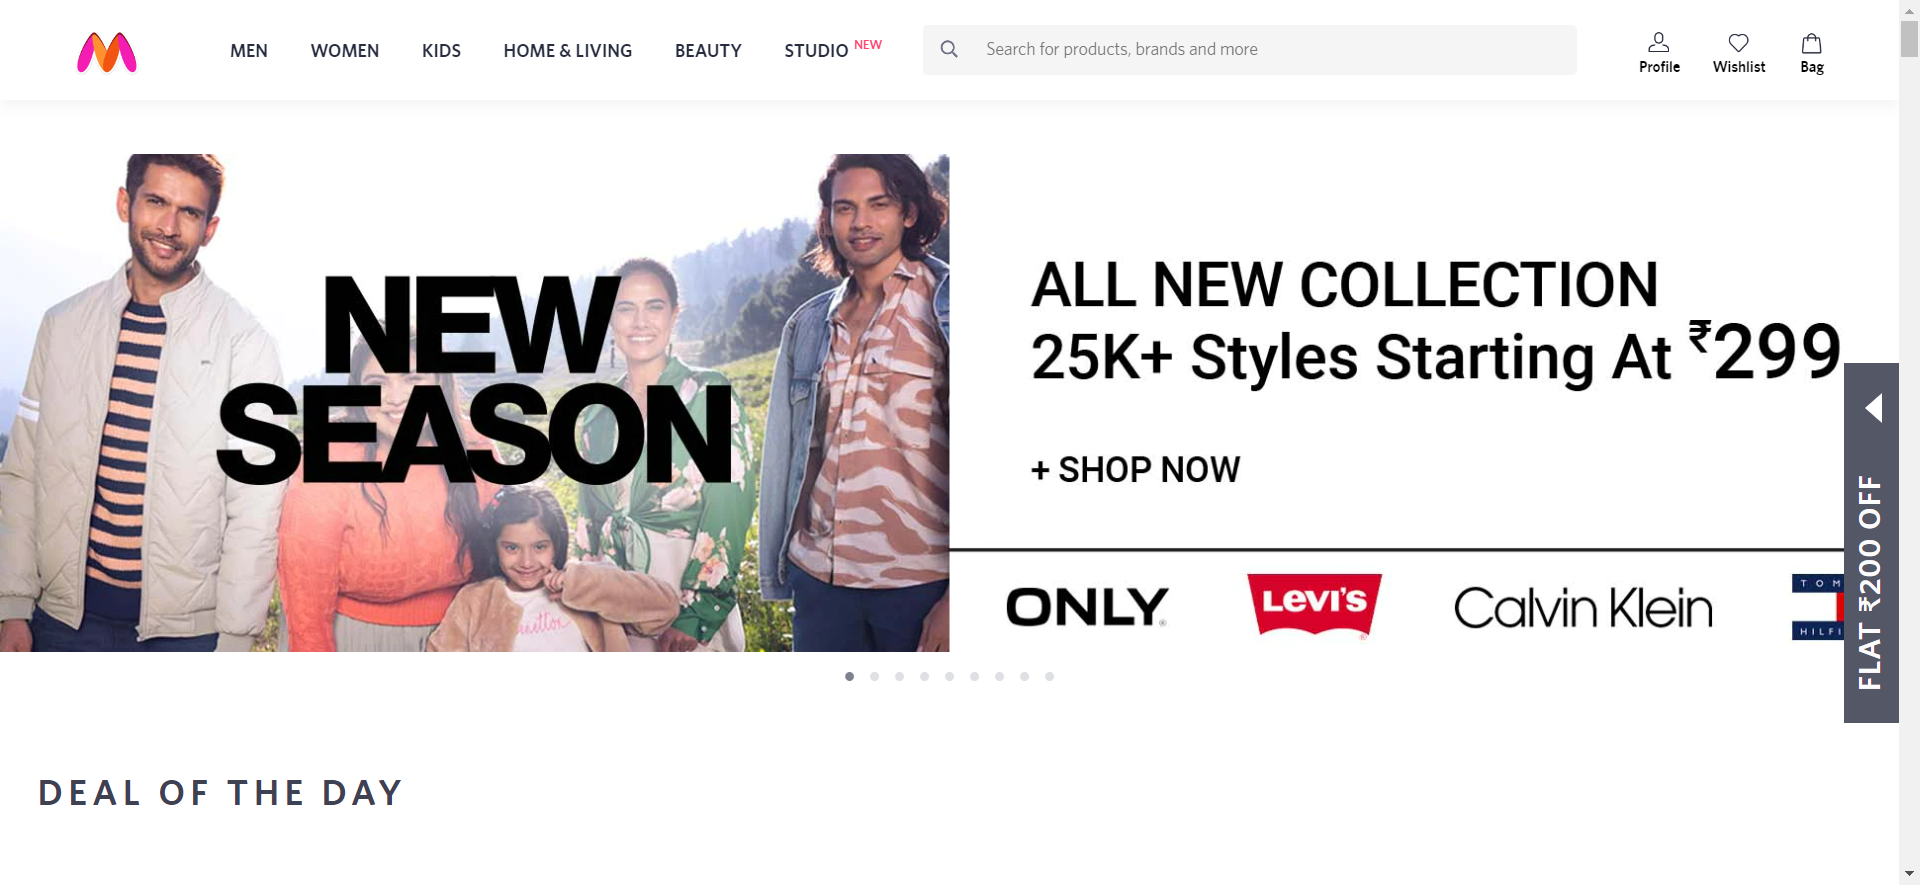 MEN WOMEN KIDS HOME & LIVING BEAUTY STUDIO NEW Search for products, brands and more Profile Wishlist Bag
NEW
SEASON
ALL NEW COLLECTION
25K+ Styles Starting At ₹299
+ SHOP NOW
ONLY LEVI'S Calvin Klein TOM
HILFI
FLAT ₹200 OFF
DEAL OF THE DAY